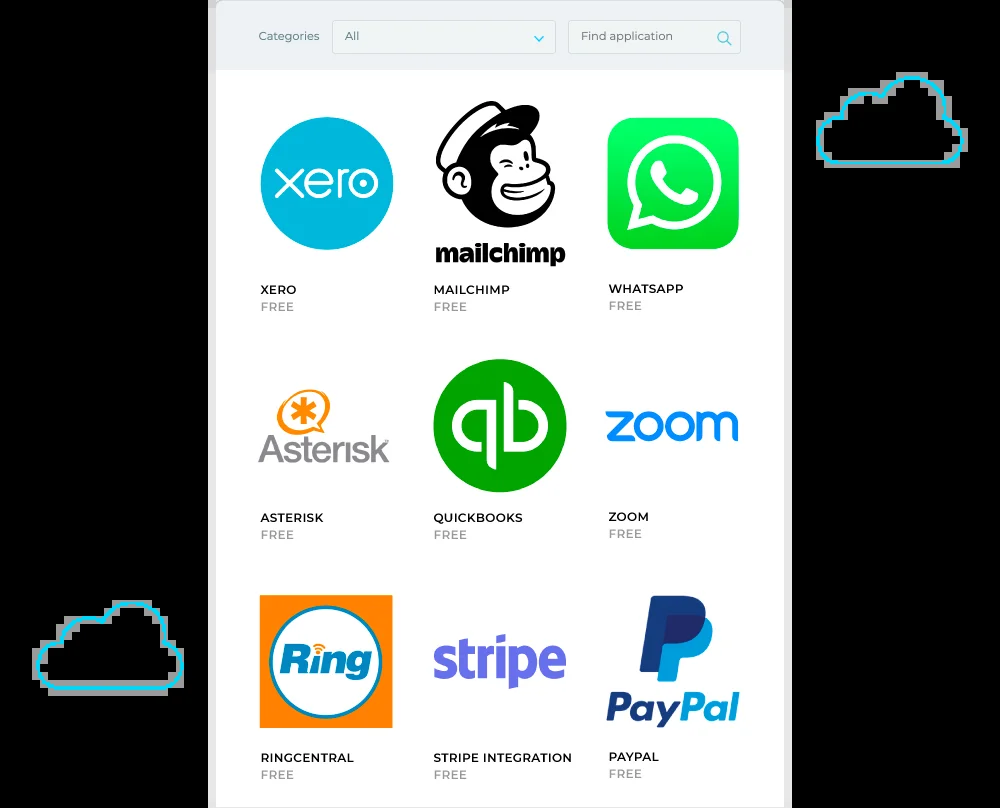 Categories
All
Find application
xero
mailchimp
XERO
FREE
MAILCHIMP
FREE
WHATSAPP
FREE
Asterisk
qb
zoom
ASTERISK
FREE
QUICKBOOKS
FREE
ZOOM
FREE
Ring
stripe
PayPal
RINGCENTRAL
FREE
STRIPE INTEGRATION
FREE
PAYPAL
FREE